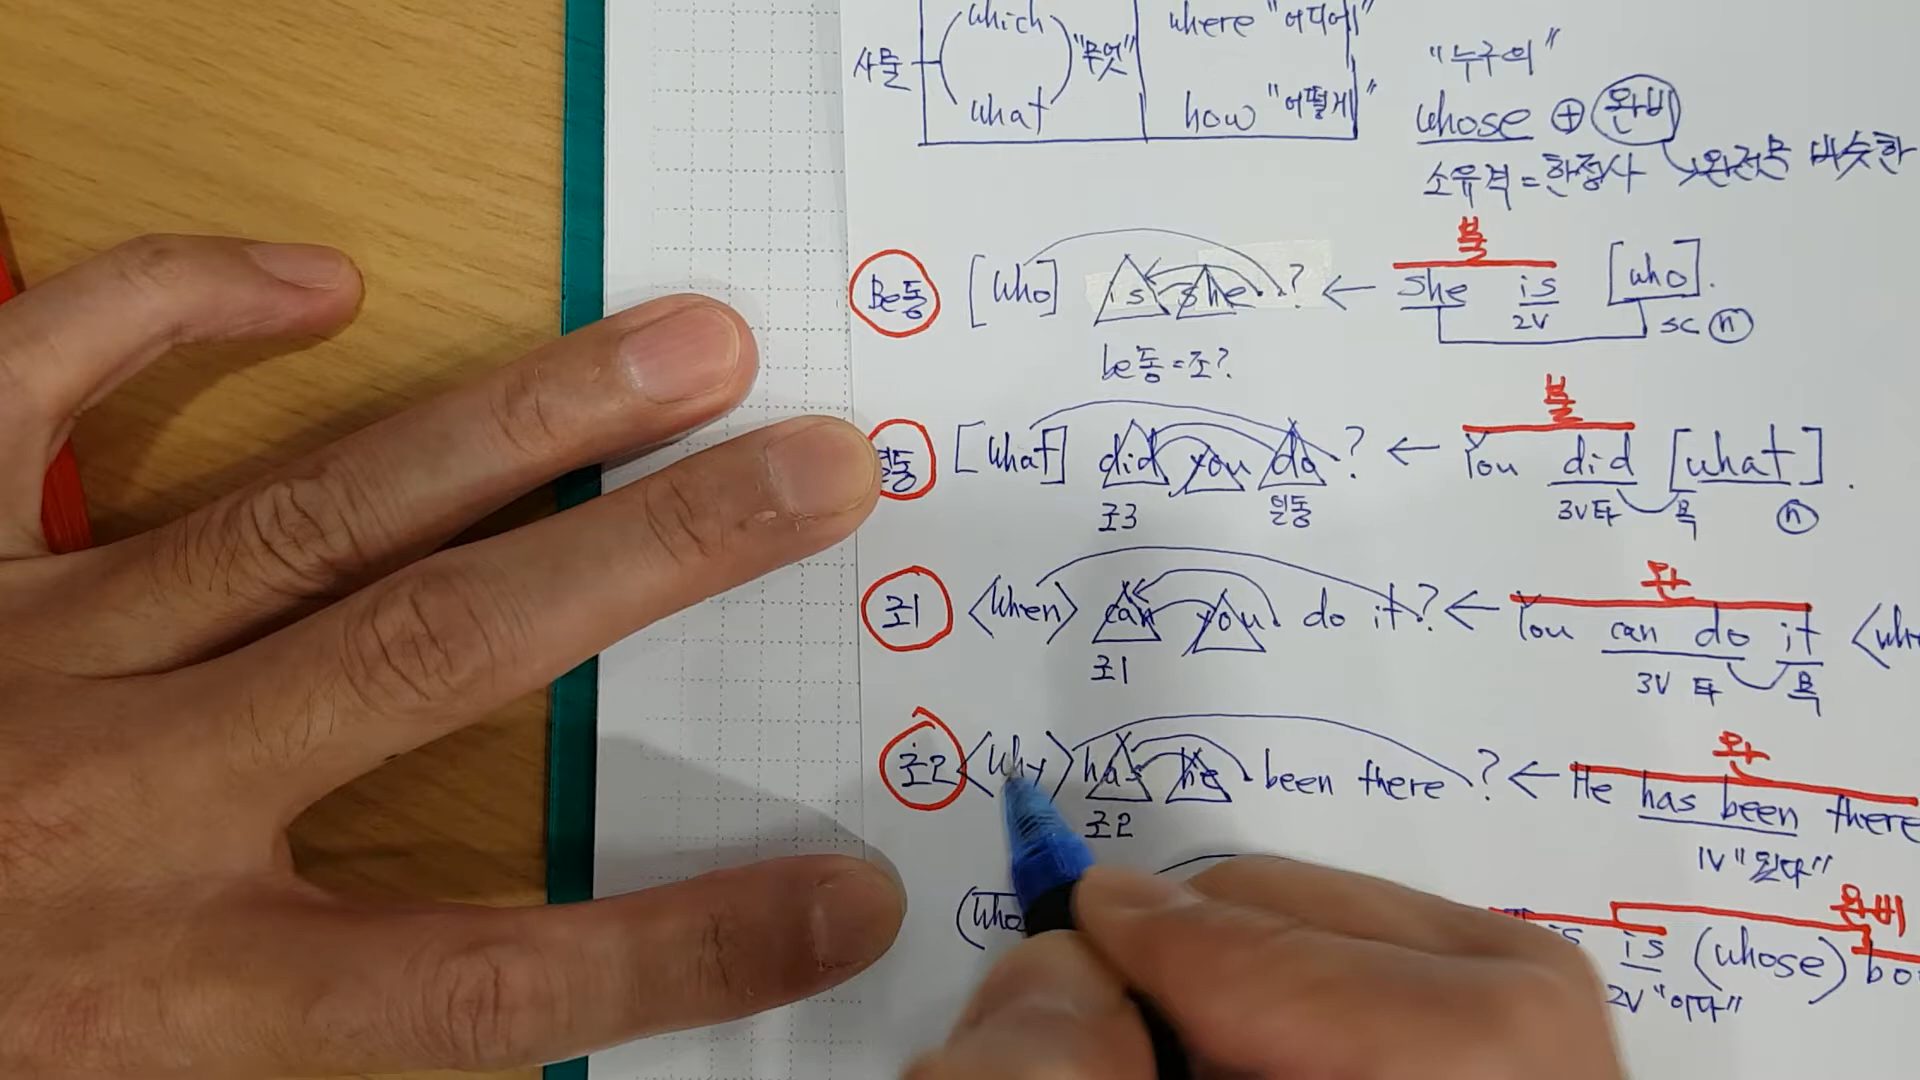 which "무엇" where "어디에"
사물
what how "어떻게"
"누구의"
whose ⊕ 완비
소유격 = 한정사 → 완전목 비슷한
Be동 [who] is she ? ← She is [who].
불
2V SC n
be동=조?
불
[what] did you do ? ← You did [what] .
조3 일동 3V타 목 n
완
조1 <when> can you do it ? ← You can do it
조1 3V 타 목
완
조2 <why> has he been there ? ← He has been there
조2 1V "있다"
완비
is (whose)
2V "이다"